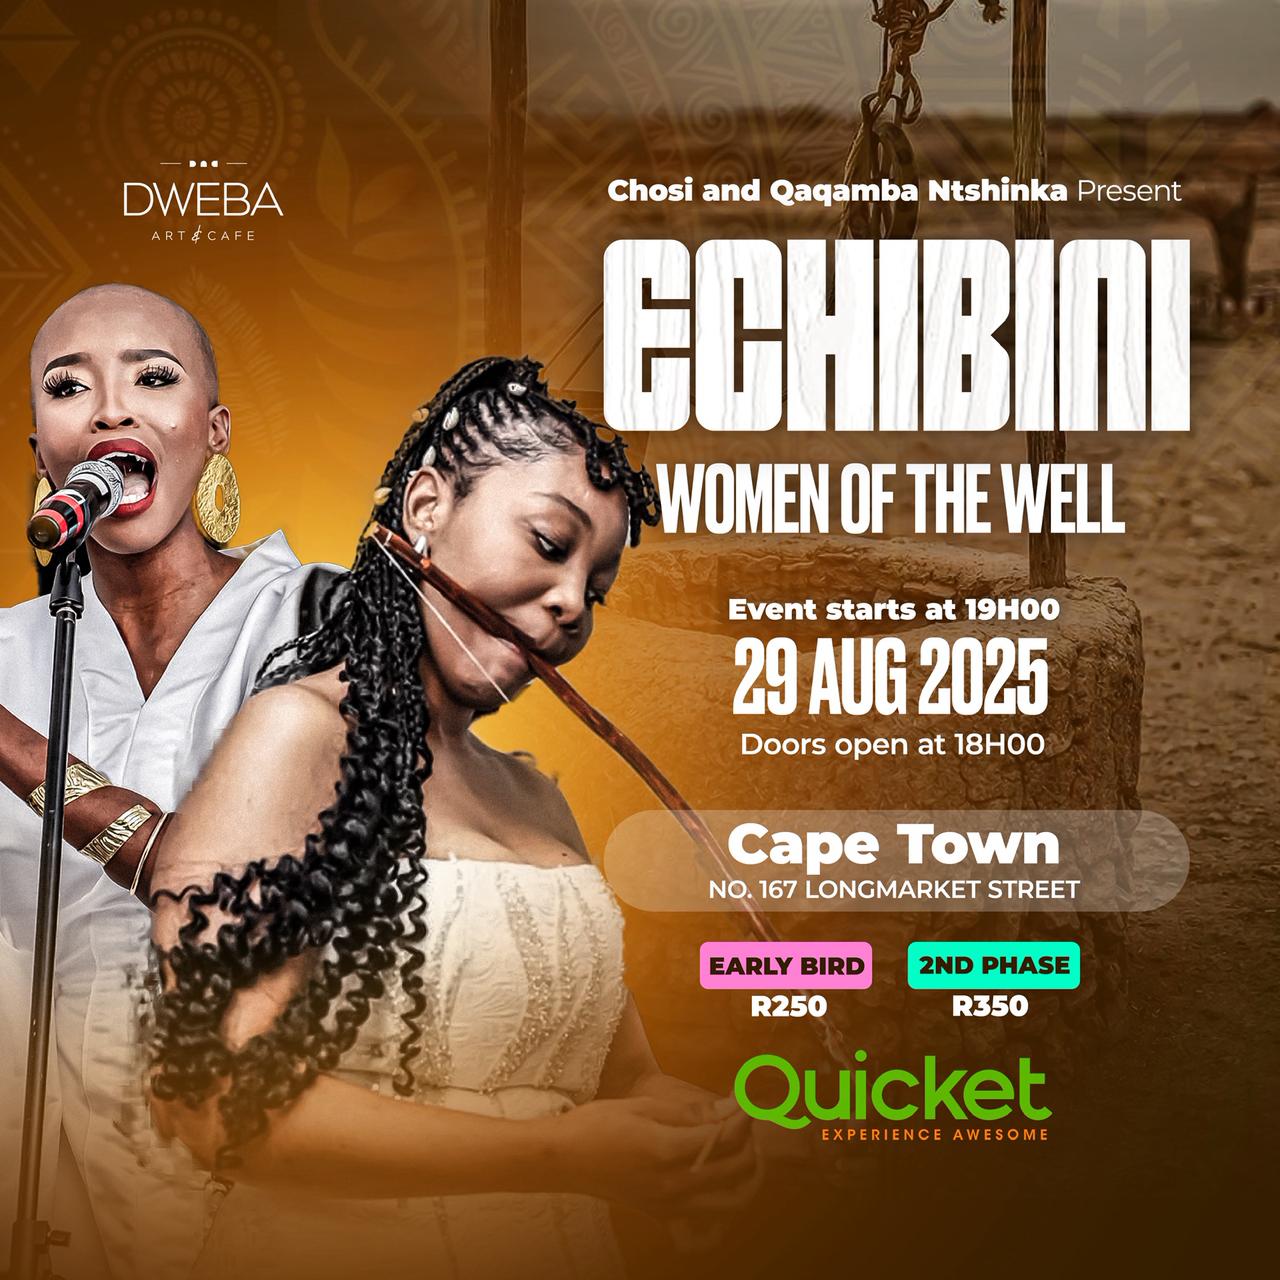 DWEBA
ART & CAFE
Chosi and Qaqamba Ntshinka Present
ECHIBINI
WOMEN OF THE WELL
Event starts at 19H00
29 AUG 2025
Doors open at 18H00
Cape Town
NO. 167 LONGMARKET STREET
EARLY BIRD 2ND PHASE
R250 R350
Quicket
EXPERIENCE AWESOME